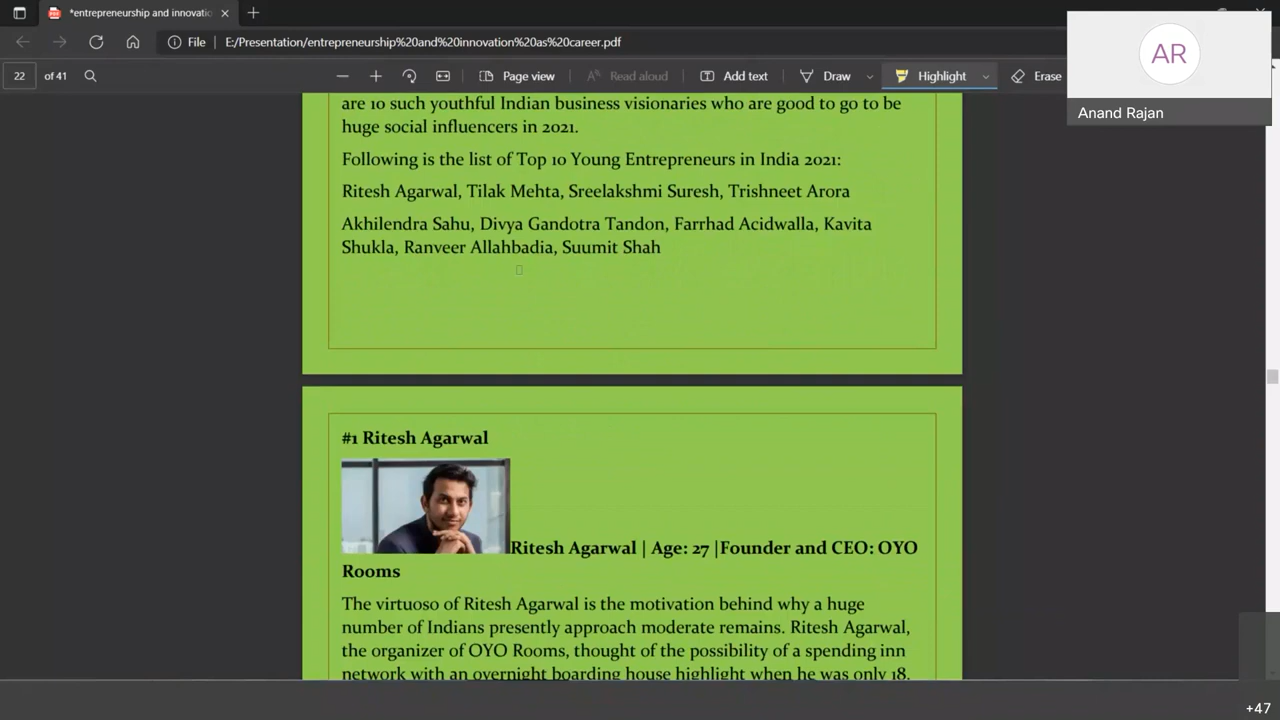 *entrepreneurship and innovatio
File E:/Presentation/entrepreneurship%20and%20innovation%20as%20career.pdf
22 of 41 Page view Read aloud Add text Draw Highlight Erase
AR
Anand Rajan
are 10 such youthful Indian business visionaries who are good to go to be
huge social influencers in 2021.
Following is the list of Top 10 Young Entrepreneurs in India 2021:
Ritesh Agarwal, Tilak Mehta, Sreelakshmi Suresh, Trishneet Arora
Akhilendra Sahu, Divya Gandotra Tandon, Farrhad Acidwalla, Kavita
Shukla, Ranveer Allahbadia, Suumit Shah
#1 Ritesh Agarwal
Ritesh Agarwal | Age: 27 |Founder and CEO: OYO
Rooms
The virtuoso of Ritesh Agarwal is the motivation behind why a huge
number of Indians presently approach moderate remains. Ritesh Agarwal,
the organizer of OYO Rooms, thought of the possibility of a spending inn
network with an overnight boarding house highlight when he was only 18.
+47